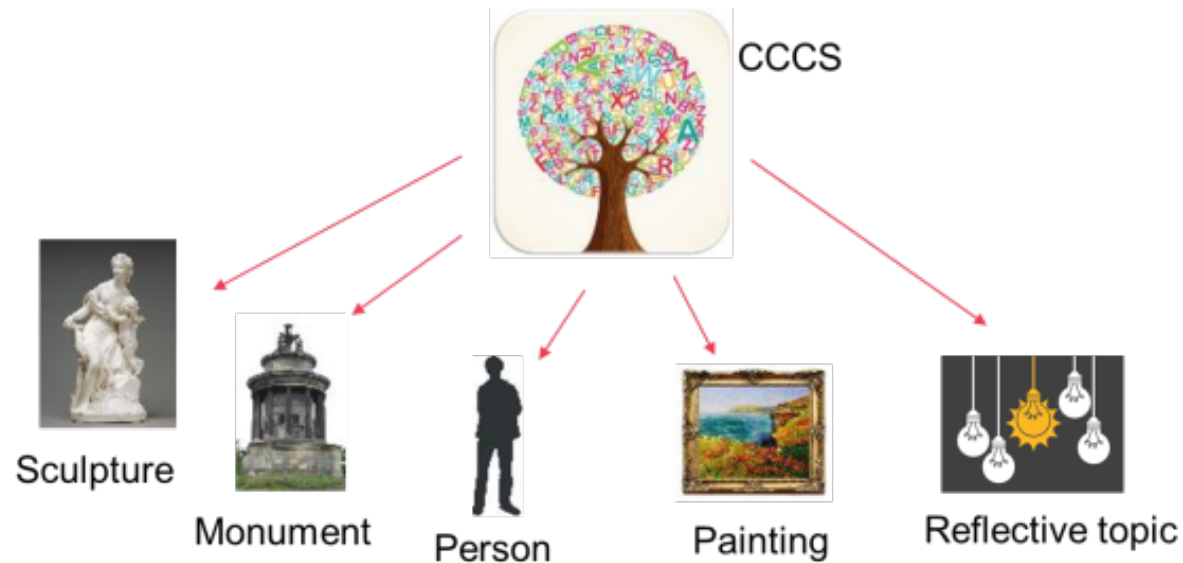 CCCS
Sculpture
Monument
Person
Painting
Reflective topic